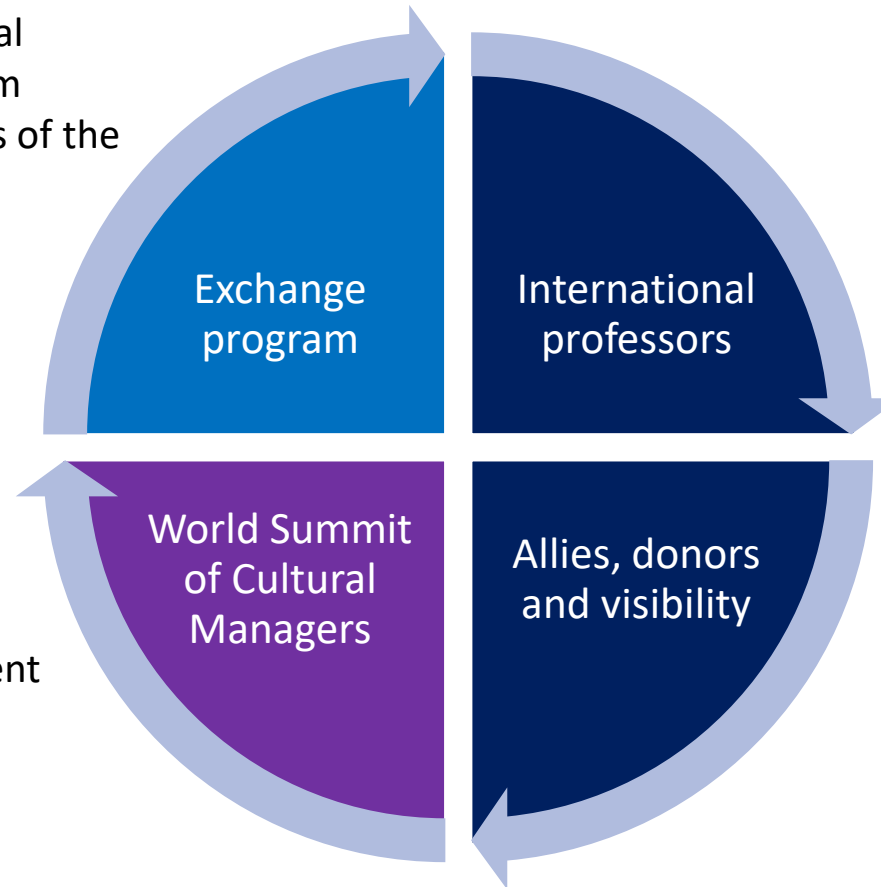 al
m
s of the
Exchange
program
International
professors
World Summit
of Cultural
Managers
Allies, donors
and visibility
ent